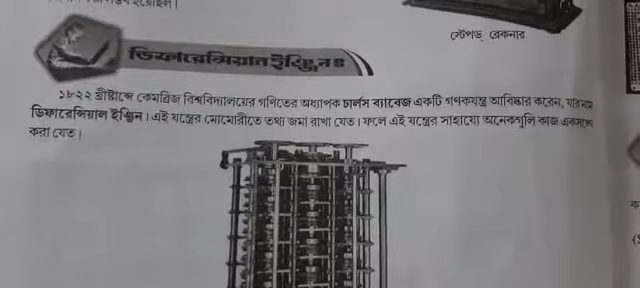 স্টেপড্ রেকনার
ডিফারেন্সিয়াল ইঞ্জিনঃ
১৮২২ খ্রীষ্টাব্দে কেমব্রিজ বিশ্ববিদ্যালয়ের গণিতের অধ্যাপক চার্লস ব্যাবেজ একটি গণকযন্ত্র আবিষ্কার করেন, যার নাম
ডিফারেন্সিয়াল ইঞ্জিন। এই যন্ত্রের মেমোরীতে তথ্য জমা রাখা যেত। ফলে এই যন্ত্রের সাহায্যে অনেকগুলি কাজ একসঙ্গে
করা যেত।